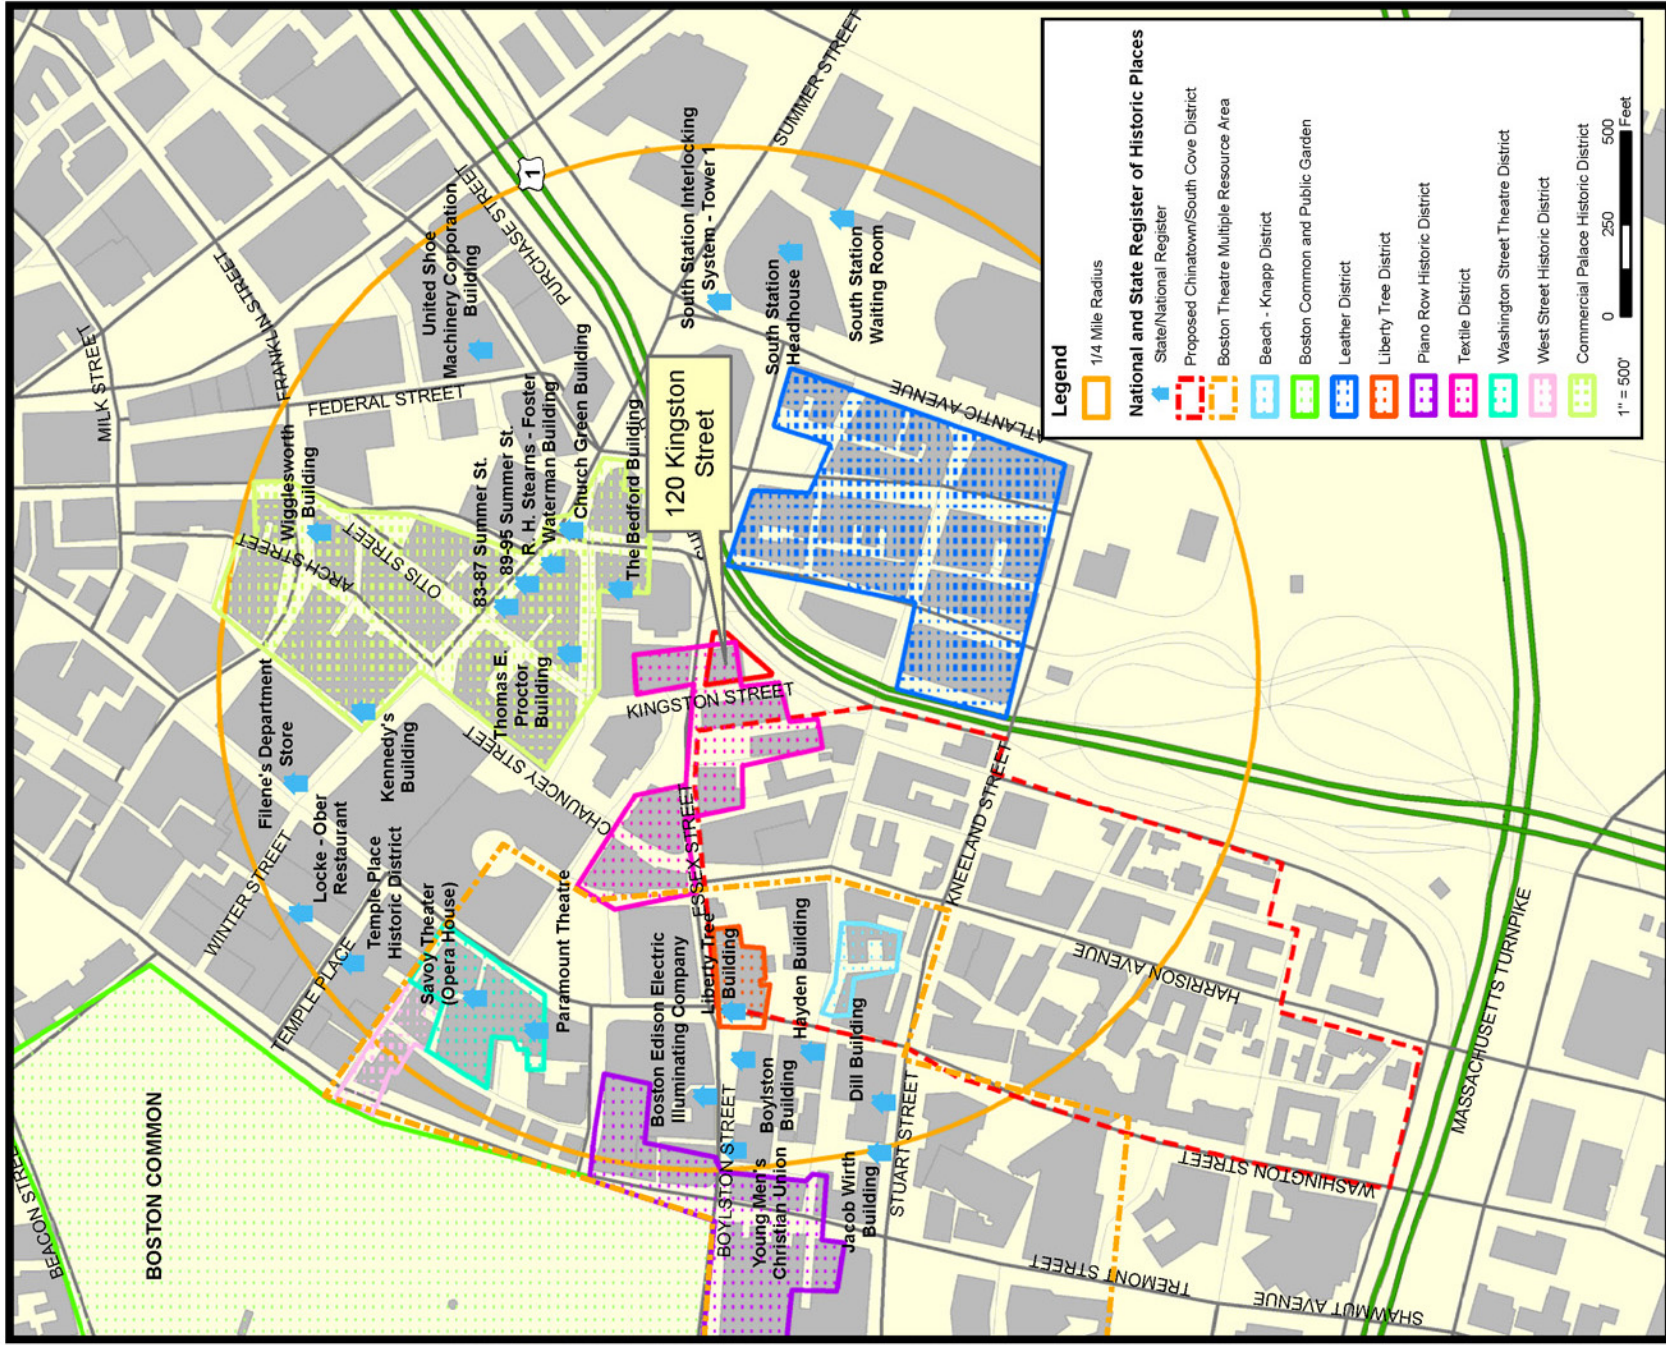 BEACON STREET
BOSTON COMMON
TREMONT STREET
SHAWMUT AVENUE
WASHINGTON STREET
MASSACHUSETTS TURNPIKE
HARRISON AVENUE
KNEELAND STREET
STUART STREET
BOYLSTON STREET
ESSEX STREET
KINGSTON STREET
CHAUNCEY STREET
TEMPLE PLACE
WINTER STREET
ARCH STREET
OTIS STREET
FRANKLIN STREET
MILK STREET
FEDERAL STREET
PURCHASE STREET
SUMMER STREET
ATLANTIC AVENUE
1
Jacob Wirth
Building
Young Men's
Christian Union
Boylston
Building
Dill Building
Hayden Building
Boston Edison Electric
Illuminating Company
Liberty Tree
Building
Paramount Theatre
Savoy Theater
(Opera House)
Temple Place
Historic District
Locke - Ober
Restaurant
Filene's Department
Store
Kennedy's
Building
Thomas E.
Proctor
Building
83-87 Summer St.
89-95 Summer St.
R. H. Stearns - Foster
Waterman Building
Church Green Building
The Bedford Building
Wigglesworth
Building
United Shoe
Machinery Corporation
Building
South Station Interlocking
System - Tower 1
South Station
Headhouse
South Station
Waiting Room
120 Kingston
Street
Legend
1/4 Mile Radius
National and State Register of Historic Places
State/National Register
Proposed Chinatown/South Cove District
Boston Theatre Multiple Resource Area
Beach - Knapp District
Boston Common and Public Garden
Leather District
Liberty Tree District
Piano Row Historic District
Textile District
Washington Street Theatre District
West Street Historic District
Commercial Palace Historic District
1" = 500'
0 250 500
Feet